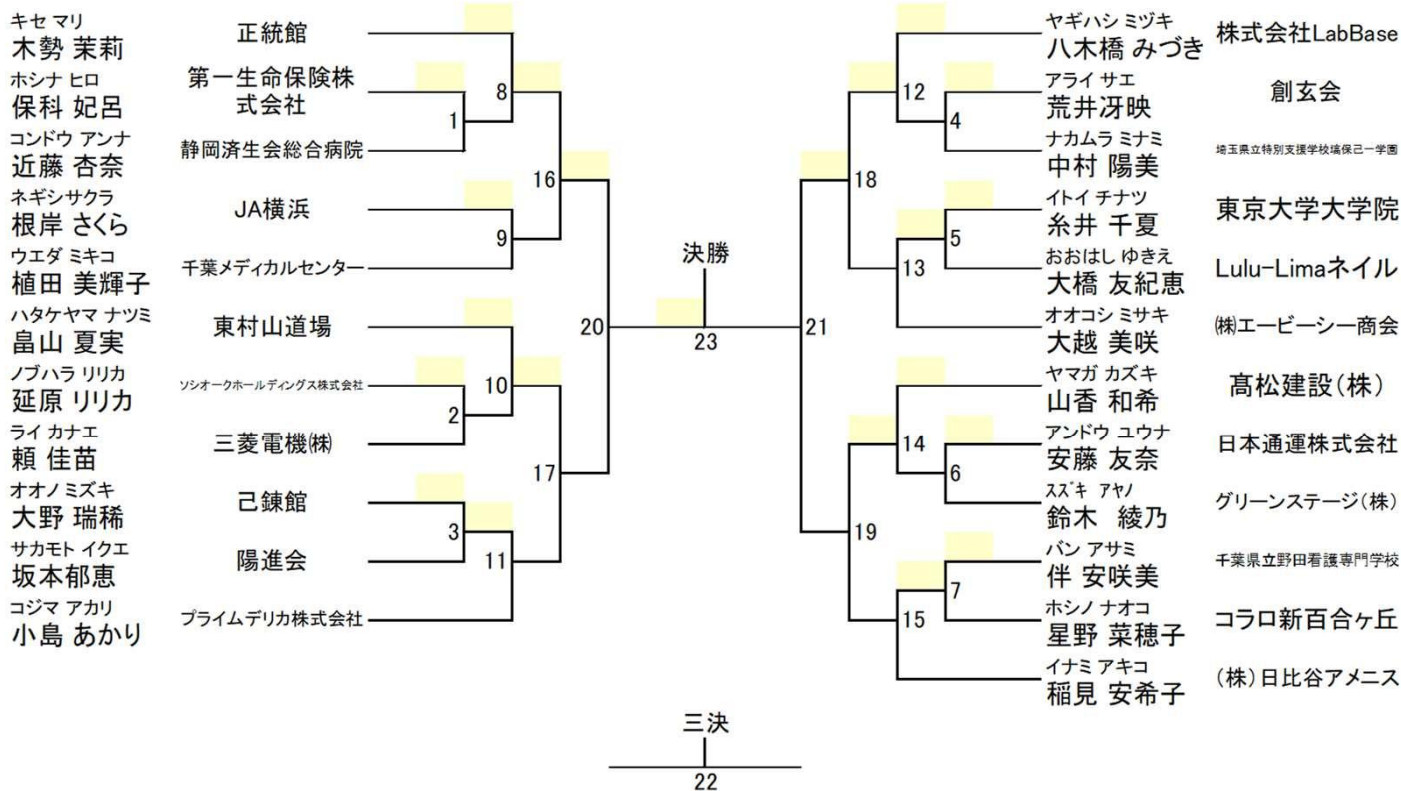 キセ マリ
木勢 茉莉
正統館
ホシナ ヒロ
保科 妃呂
第一生命保険株
式会社
コンドウ アンナ
近藤 杏奈
静岡済生会総合病院
ネギシサクラ
根岸 さくら
JA横浜
ウエダ ミキコ
植田 美輝子
千葉メディカルセンター
ハタケヤマ ナツミ
畠山 夏実
東村山道場
ノブハラ リリカ
延原 リリカ
ソシオークホールディングス株式会社
ライ カナエ
頼 佳苗
三菱電機㈱
オオノ ミズキ
大野 瑞稀
己錬館
サカモト イクエ
坂本郁恵
陽進会
コジマ アカリ
小島 あかり
プライムデリカ株式会社
1
2
3
8
9
10
11
16
17
20
決勝
23
三決
22
21
18
19
12
13
14
15
4
5
6
7
ヤギハシ ミヅキ
八木橋 みづき
株式会社LabBase
アライ サエ
荒井冴映
創玄会
ナカムラ ミナミ
中村 陽美
埼玉県立特別支援学校塙保己一学園
イトイ チナツ
糸井 千夏
東京大学大学院
おおはし ゆきえ
大橋 友紀恵
Lulu-Limaネイル
オオコシ ミサキ
大越 美咲
㈱エービーシー商会
ヤマガ カズキ
山香 和希
髙松建設（株）
アンドウ ユウナ
安藤 友奈
日本通運株式会社
スズキ アヤノ
鈴木 綾乃
グリーンステージ（株）
バン アサミ
伴 安咲美
千葉県立野田看護専門学校
ホシノ ナオコ
星野 菜穂子
コラロ新百合ヶ丘
イナミ アキコ
稲見 安希子
（株）日比谷アメニス